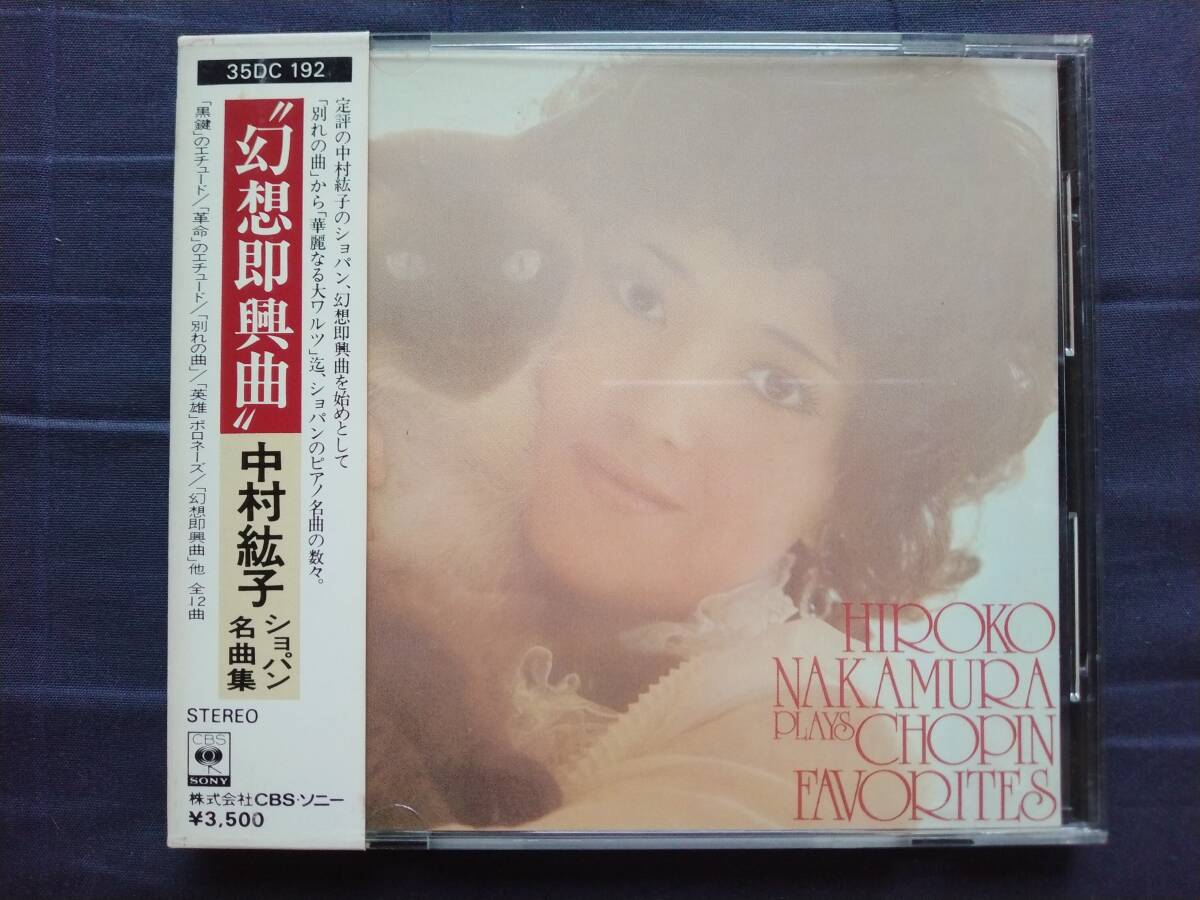 35DC 192
定評の中村紘子のショパン、幻想即興曲を始めとして
「別れの曲」から「華麗なる大ワルツ」迄、ショパンのピアノ名曲の数々。
〝幻想即興曲〟
中村紘子
ショパン
名曲集
「黒鍵」のエチュード/「革命」のエチュード/「別れの曲」/「英雄」ポロネーズ/「幻想即興曲」他 全12曲
STEREO
CBS
SONY
株式会社CBS・ソニー
¥3,500
HIROKO
NAKAMURA
PLAYS CHOPIN
FAVORITES